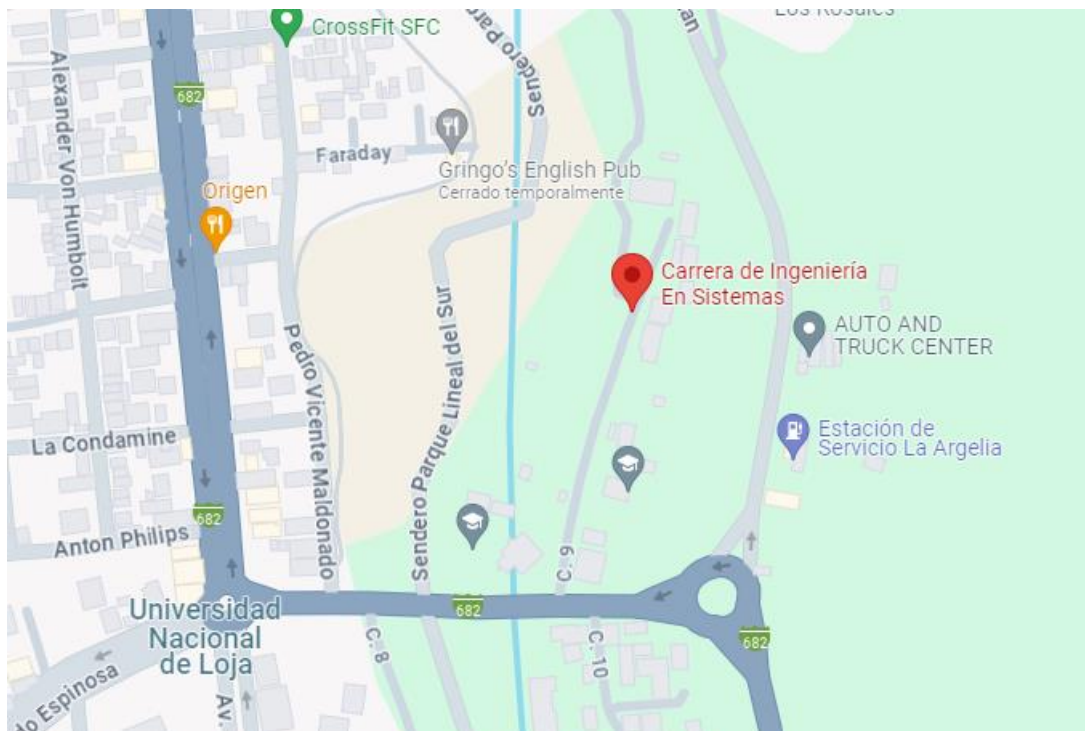 Los Rosales
CrossFit SFC
682
Alexander Von Humbolt
Faraday
Gringo's English Pub
Cerrado temporalmente
Origen
Carrera de Ingeniería
En Sistemas
AUTO AND
TRUCK CENTER
Pedro Vicente Maldonado
Sendero Parque Lineal del Sur
La Condamine
Estación de
Servicio La Argelia
682
Anton Philips
C. 9
Universidad
Nacional
de Loja
682
C. 8
C. 10
682
Espinosa
Av.